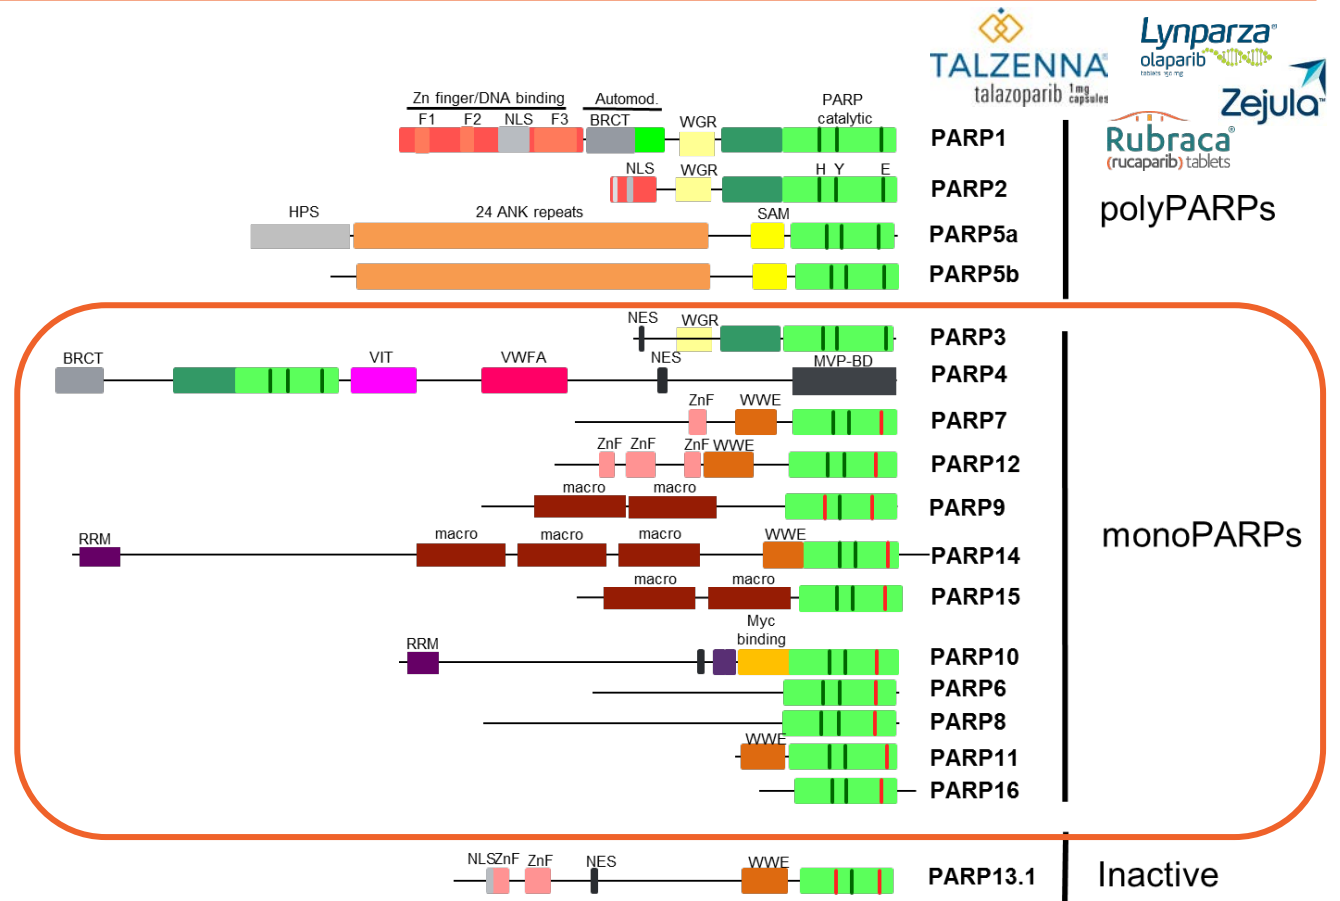 TALZENNA®
talazoparib 1 mg capsules
Lynparza®
olaparib
Zejula™
Rubraca®
(rucaparib) tablets
Zn finger/DNA binding Automod. PARP
catalytic
F1 F2 NLS F3 BRCT WGR
PARP1
NLS WGR H Y E
PARP2
polyPARPs
HPS 24 ANK repeats SAM
PARP5a
PARP5b
NES WGR
PARP3
BRCT VIT VWFA NES MVP-BD
PARP4
ZnF WWE
PARP7
ZnF ZnF ZnF WWE
PARP12
macro macro
PARP9
monoPARPs
RRM macro macro macro WWE
PARP14
macro macro
PARP15
Myc
binding
RRM
PARP10
PARP6
PARP8
WWE
PARP11
PARP16
NLS ZnF ZnF NES WWE
PARP13.1
Inactive